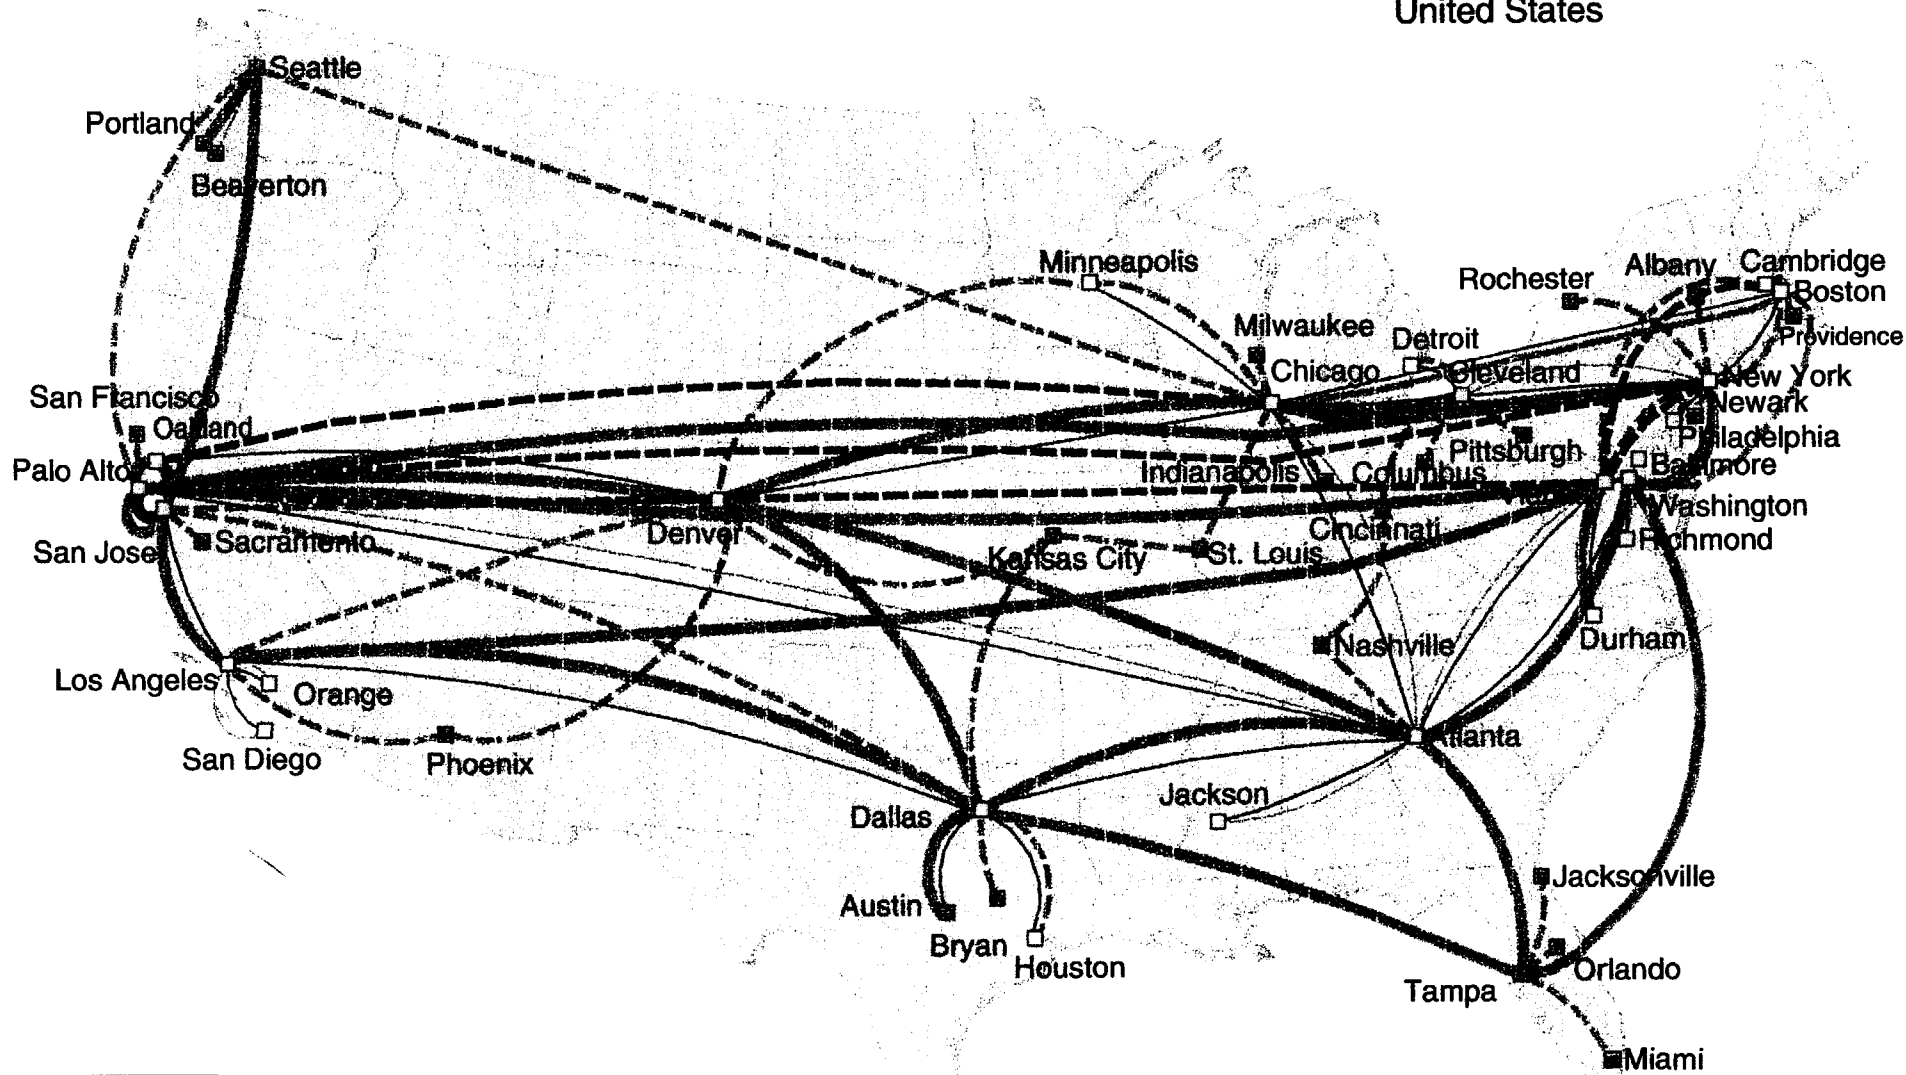 United States
Seattle
Portland
Beaverton
Minneapolis
Rochester
Albany
Cambridge
Boston
Milwaukee
Detroit
Providence
Chicago
Cleveland
New York
San Francisco
Newark
Oakland
Philadelphia
Pittsburgh
Palo Alto
Indianapolis
Columbus
Baltimore
Washington
Denver
Cincinnati
San Jose
Sacramento
Kansas City
St. Louis
Richmond
Nashville
Durham
Los Angeles
Orange
Atlanta
San Diego
Phoenix
Jackson
Dallas
Jacksonville
Austin
Bryan
Houston
Orlando
Tampa
Miami